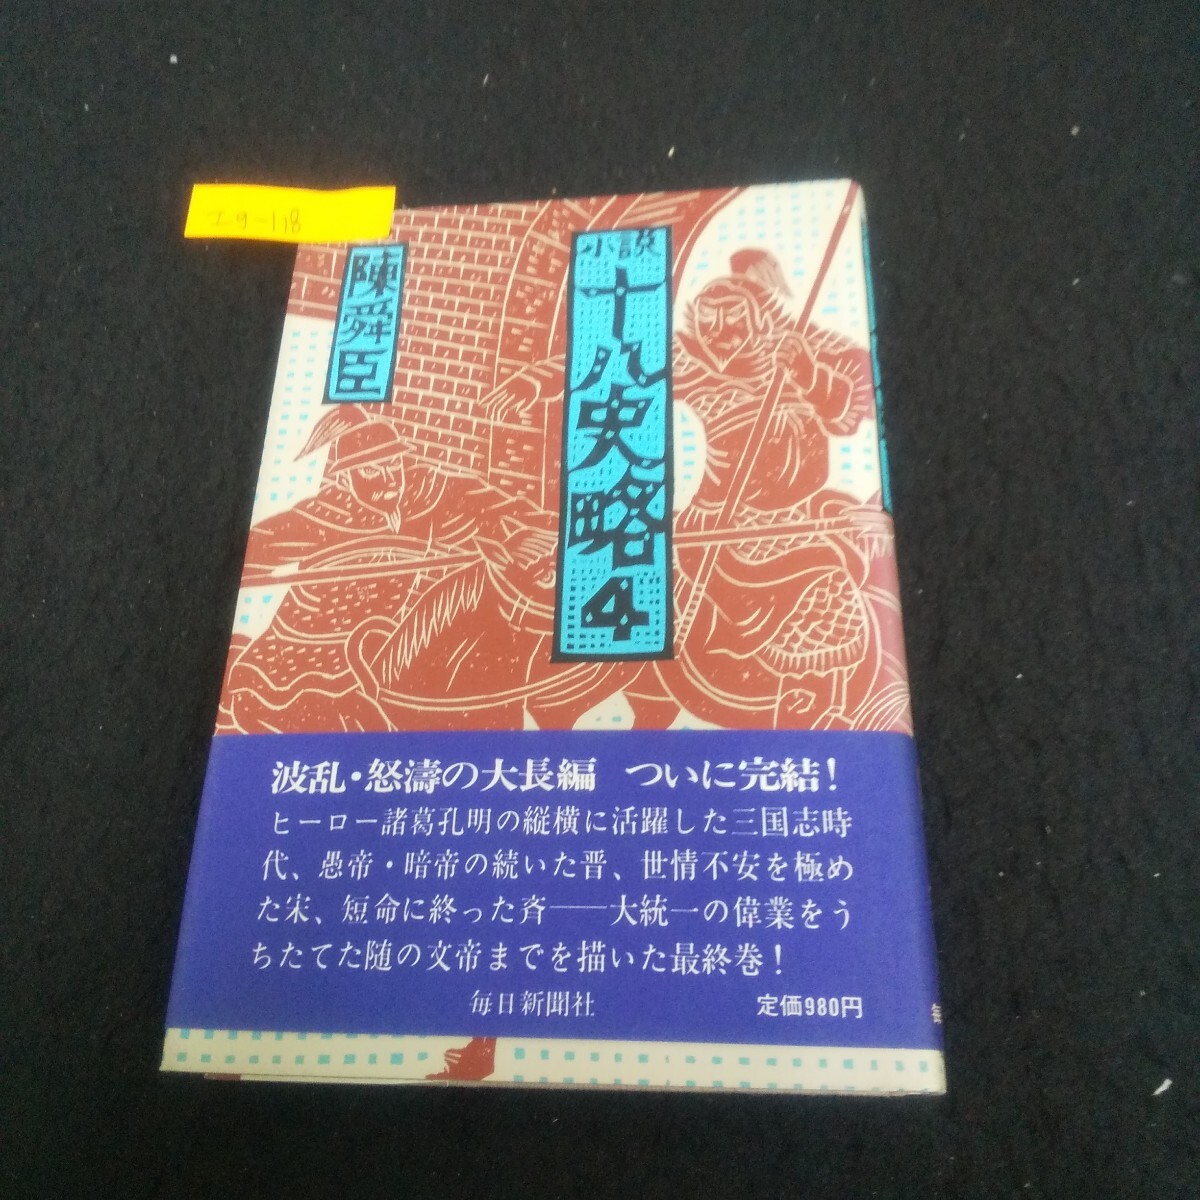 I-9-118
陳舜臣
小説
十八史略4
波乱・怒濤の大長編 ついに完結!
ヒーロー諸葛孔明の縦横に活躍した三国志時
代、愚帝・暗帝の続いた晋、世情不安を極め
た宋、短命に終った斉──大統一の偉業をう
ちたてた随の文帝までを描いた最終巻!
毎日新聞社
定価980円